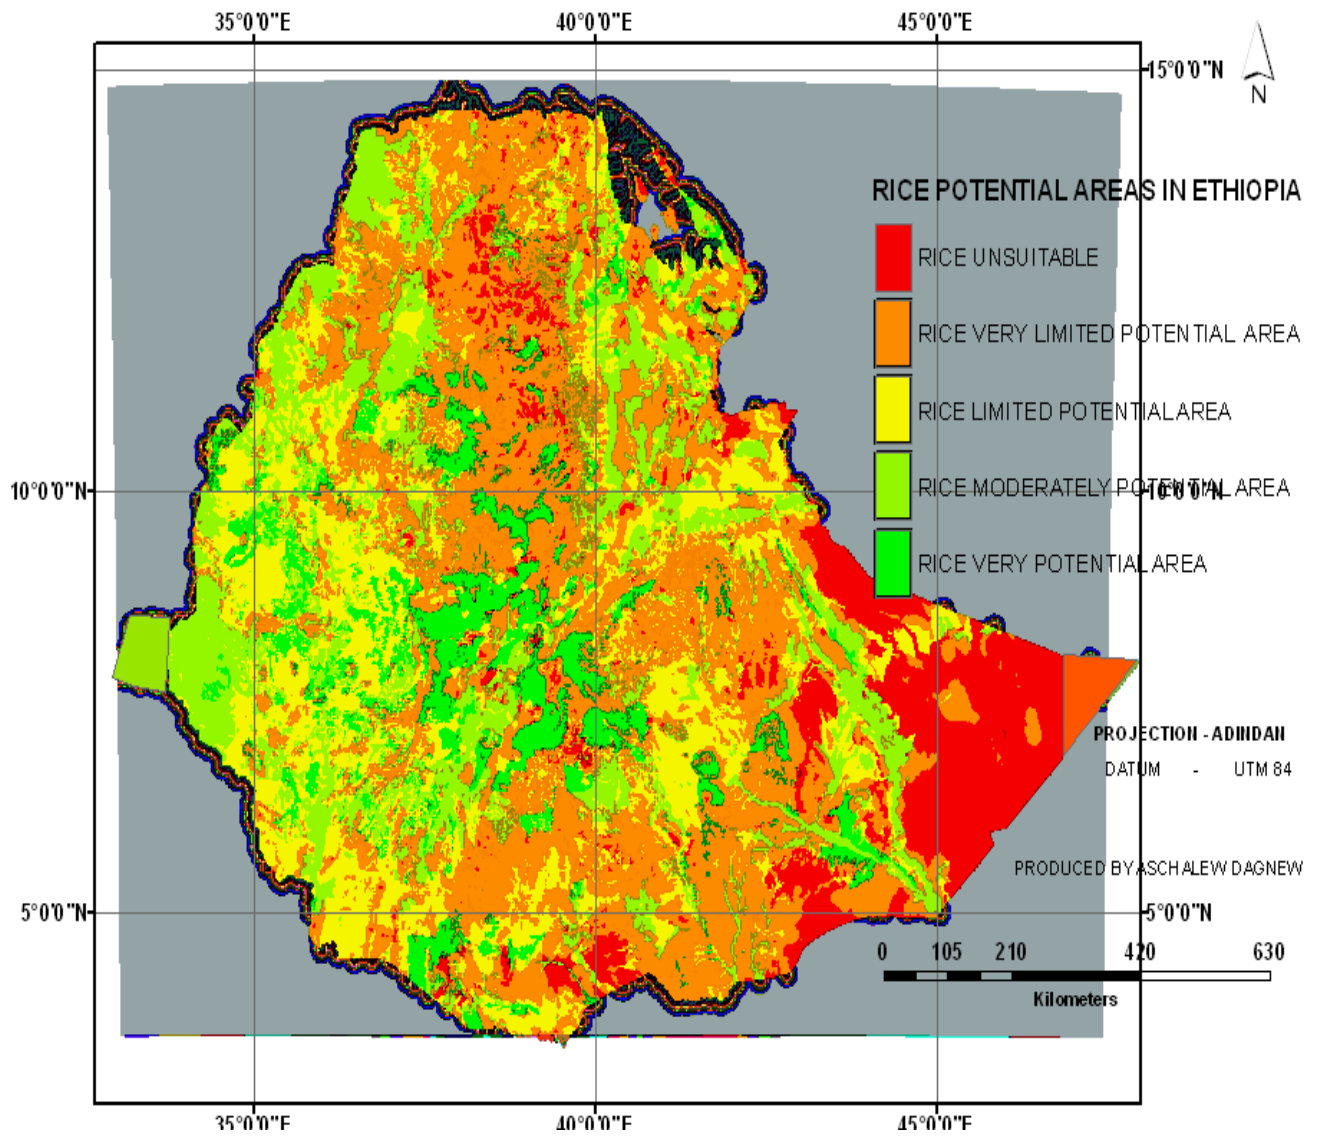 35°0'0"E 40°0'0"E 45°0'0"E
15°0'0"N
N
RICE POTENTIAL AREAS IN ETHIOPIA
RICE UNSUITABLE
RICE VERY LIMITED POTENTIAL AREA
RICE LIMITED POTENTIAL AREA
RICE MODERATELY POTENTIAL AREA
10°0'0"N 10°0'0"N
RICE VERY POTENTIAL AREA
PROJECTION - ADINDAN
DATUM - UTM 84
PRODUCED BY ASCHALEW DAGNEW
5°0'0"N 5°0'0"N
0 105 210 420 630
Kilometers
35°0'0"E 40°0'0"E 45°0'0"E